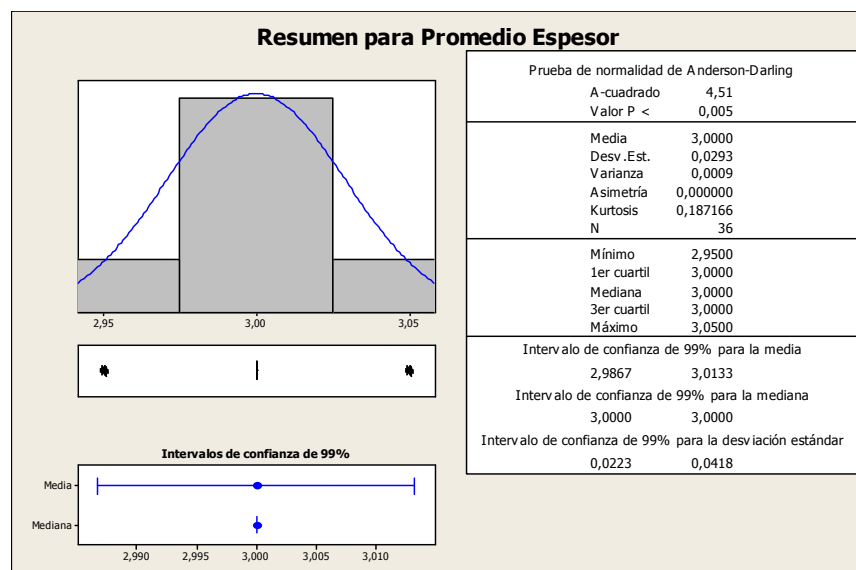 Resumen para Promedio Espesor
2,95 3,00 3,05
Intervalos de confianza de 99%
Media
Mediana
2,990 2,995 3,000 3,005 3,010
Prueba de normalidad de Anderson-Darling
A-cuadrado 4,51
Valor P < 0,005
Media 3,0000
Desv.Est. 0,0293
Varianza 0,0009
Asimetría 0,000000
Kurtosis 0,187166
N 36
Mínimo 2,9500
1er cuartil 3,0000
Mediana 3,0000
3er cuartil 3,0000
Máximo 3,0500
Intervalo de confianza de 99% para la media
2,9867 3,0133
Intervalo de confianza de 99% para la mediana
3,0000 3,0000
Intervalo de confianza de 99% para la desviación estándar
0,0223 0,0418